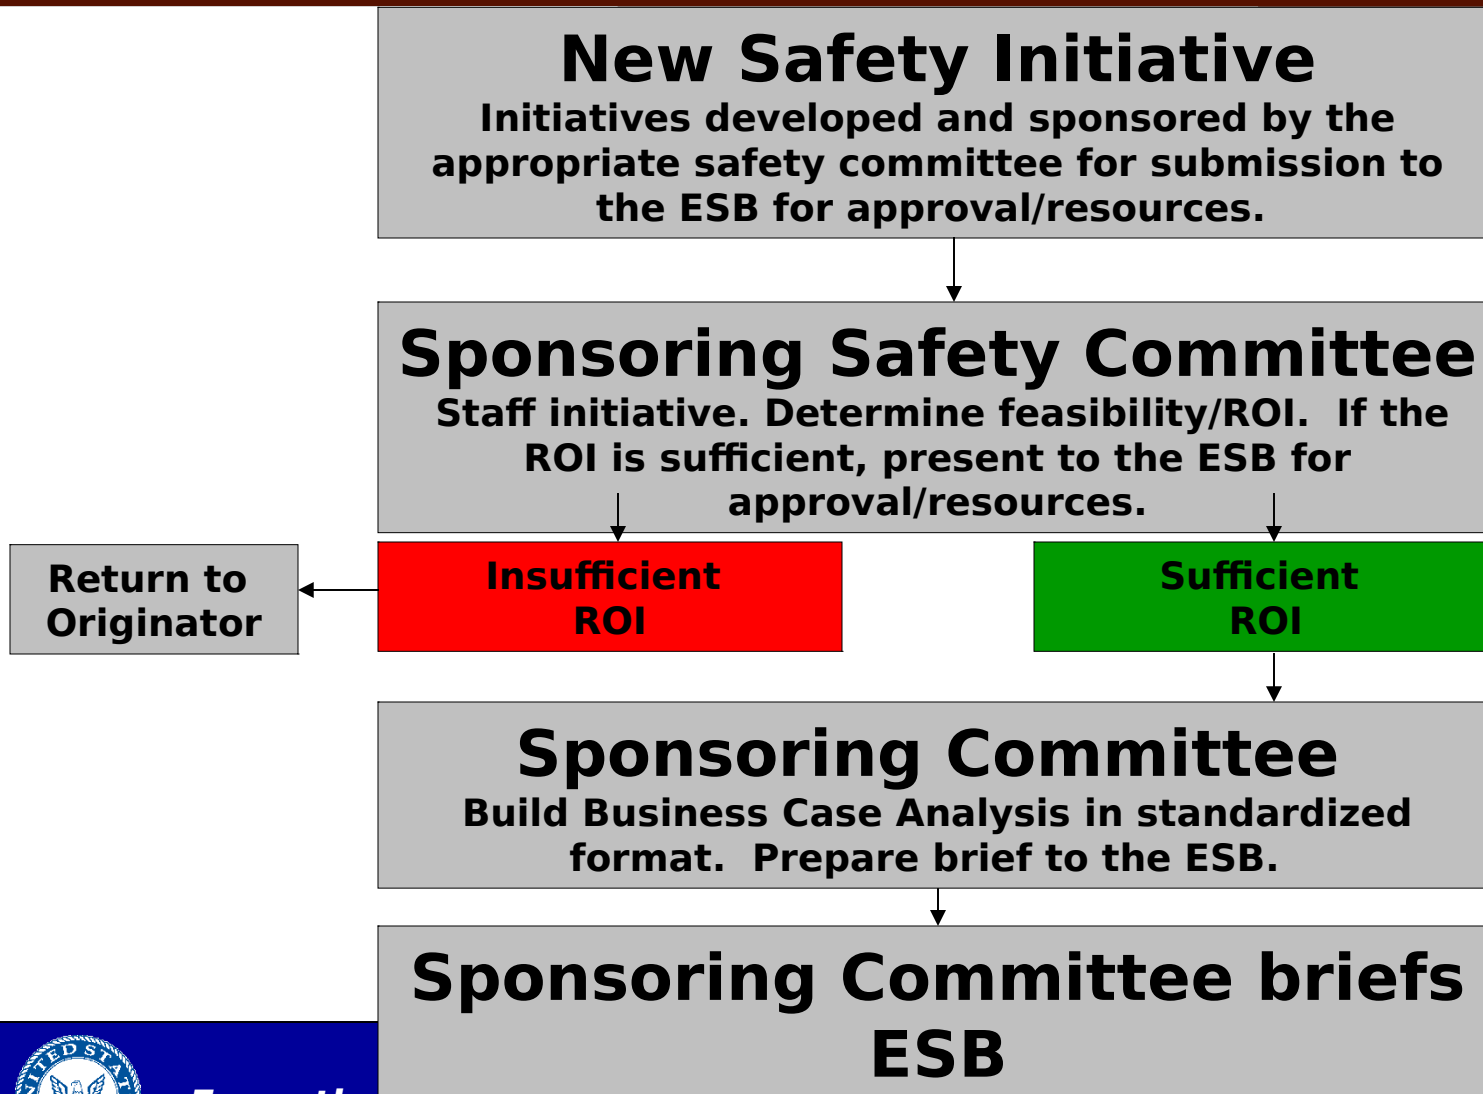 New Safety Initiative
Initiatives developed and sponsored by the
appropriate safety committee for submission to
the ESB for approval/resources.
Sponsoring Safety Committee
Staff initiative. Determine feasibility/ROI.  If the
ROI is sufficient, present to the ESB for
approval/resources.
Return to
Originator
Insufficient
ROI
Sufficient
ROI
Sponsoring Committee
Build Business Case Analysis in standardized
format.  Prepare brief to the ESB.
Sponsoring Committee briefs
ESB